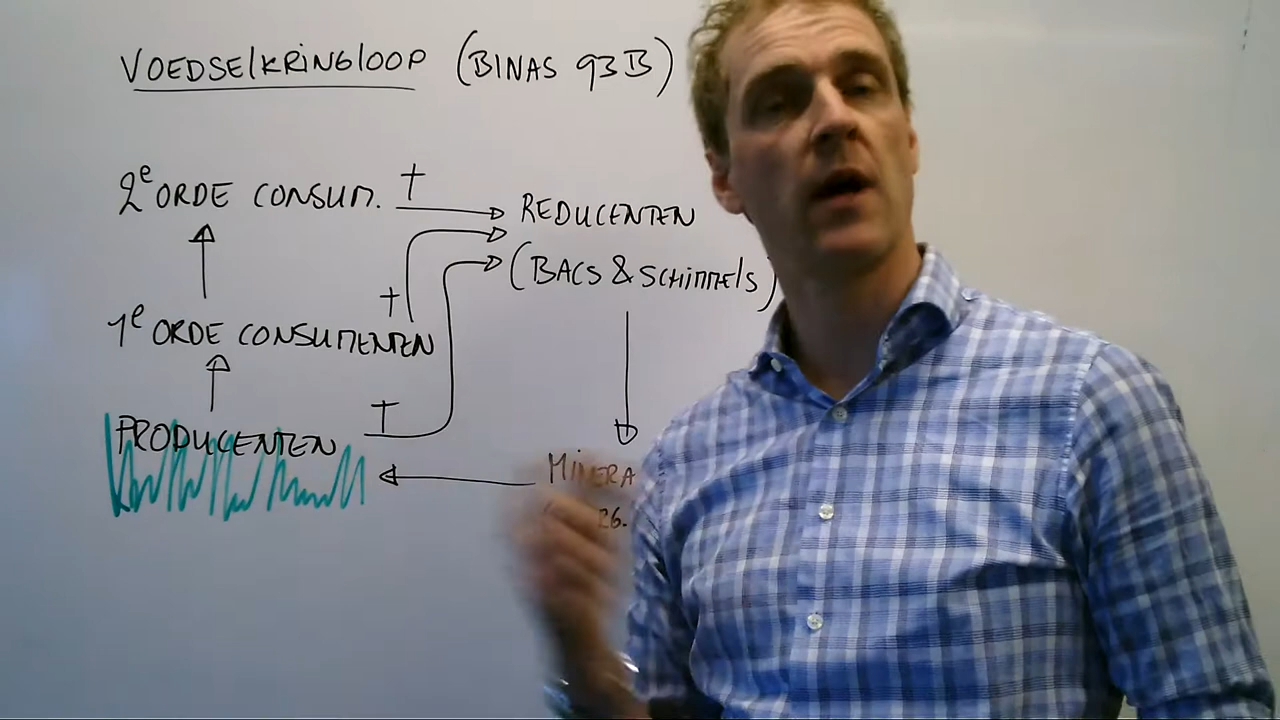 VOEDSELKRINGLOOP (BINAS 93B)
2e ORDE CONSUM. †
REDUCENTEN
(BACS & SCHIMMELS)
†
1e ORDE CONSUMENTEN
†
PRODUCENTEN
MINERA